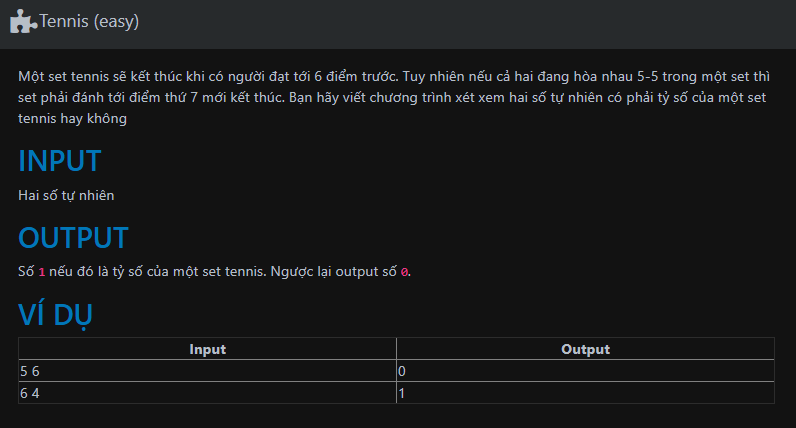 Tennis (easy)
Một set tennis sẽ kết thúc khi có người đạt tới 6 điểm trước. Tuy nhiên nếu cả hai đang hòa nhau 5-5 trong một set thì
set phải đánh tới điểm thứ 7 mới kết thúc. Bạn hãy viết chương trình xét xem hai số tự nhiên có phải tỷ số của một set
tennis hay không
INPUT
Hai số tự nhiên
OUTPUT
Số 1 nếu đó là tỷ số của một set tennis. Ngược lại output số 0.
VÍ DỤ
Input Output
5 6 0
6 4 1